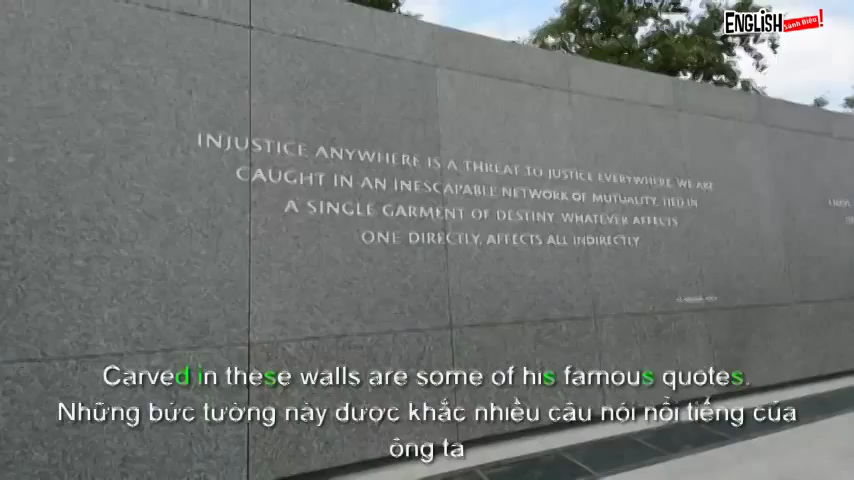 ENGLISH Sành Điệu!
INJUSTICE ANYWHERE IS A THREAT TO JUSTICE EVERYWHERE. WE ARE
CAUGHT IN AN INESCAPABLE NETWORK OF MUTUALITY, TIED IN
A SINGLE GARMENT OF DESTINY. WHATEVER AFFECTS
ONE DIRECTLY, AFFECTS ALL INDIRECTLY.
Carved in these walls are some of his famous quotes.
Những bức tường này được khắc nhiều câu nói nổi tiếng của
ông ta